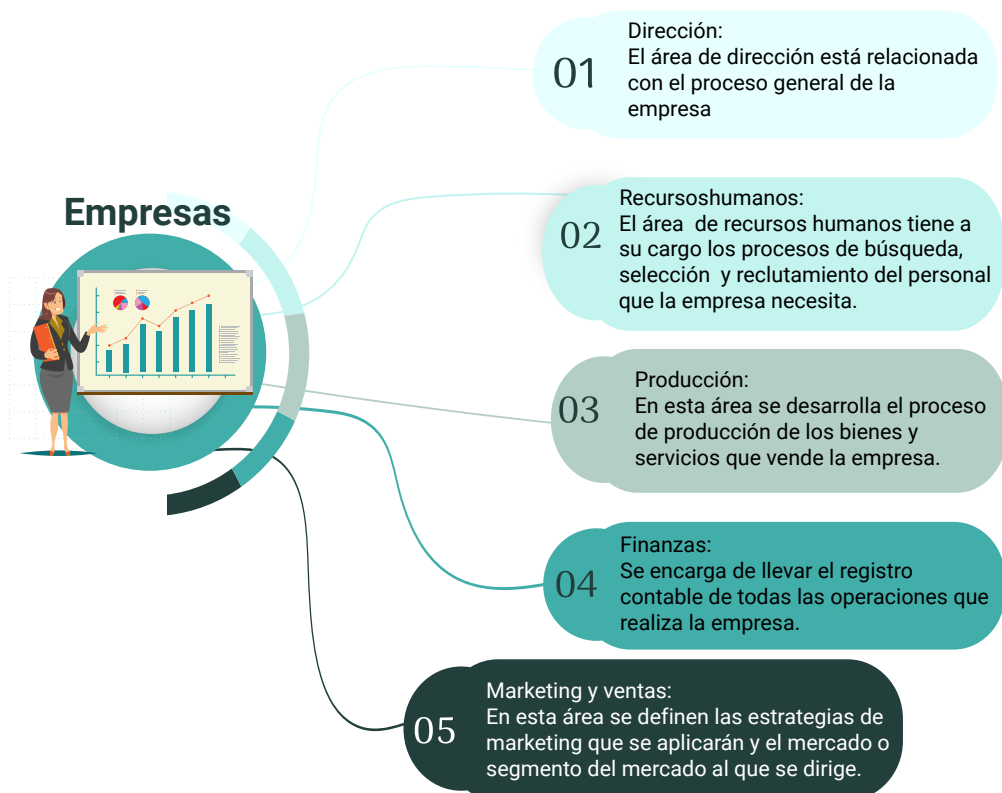 Empresas
01
Dirección:
El área de dirección está relacionada
con el proceso general de la
empresa
02
Recursoshumanos:
El área de recursos humanos tiene a
su cargo los procesos de búsqueda,
selección y reclutamiento del personal
que la empresa necesita.
03
Producción:
En esta área se desarrolla el proceso
de producción de los bienes y
servicios que vende la empresa.
04
Finanzas:
Se encarga de llevar el registro
contable de todas las operaciones que
realiza la empresa.
05
Marketing y ventas:
En esta área se definen las estrategias de
marketing que se aplicarán y el mercado o
segmento del mercado al que se dirige.